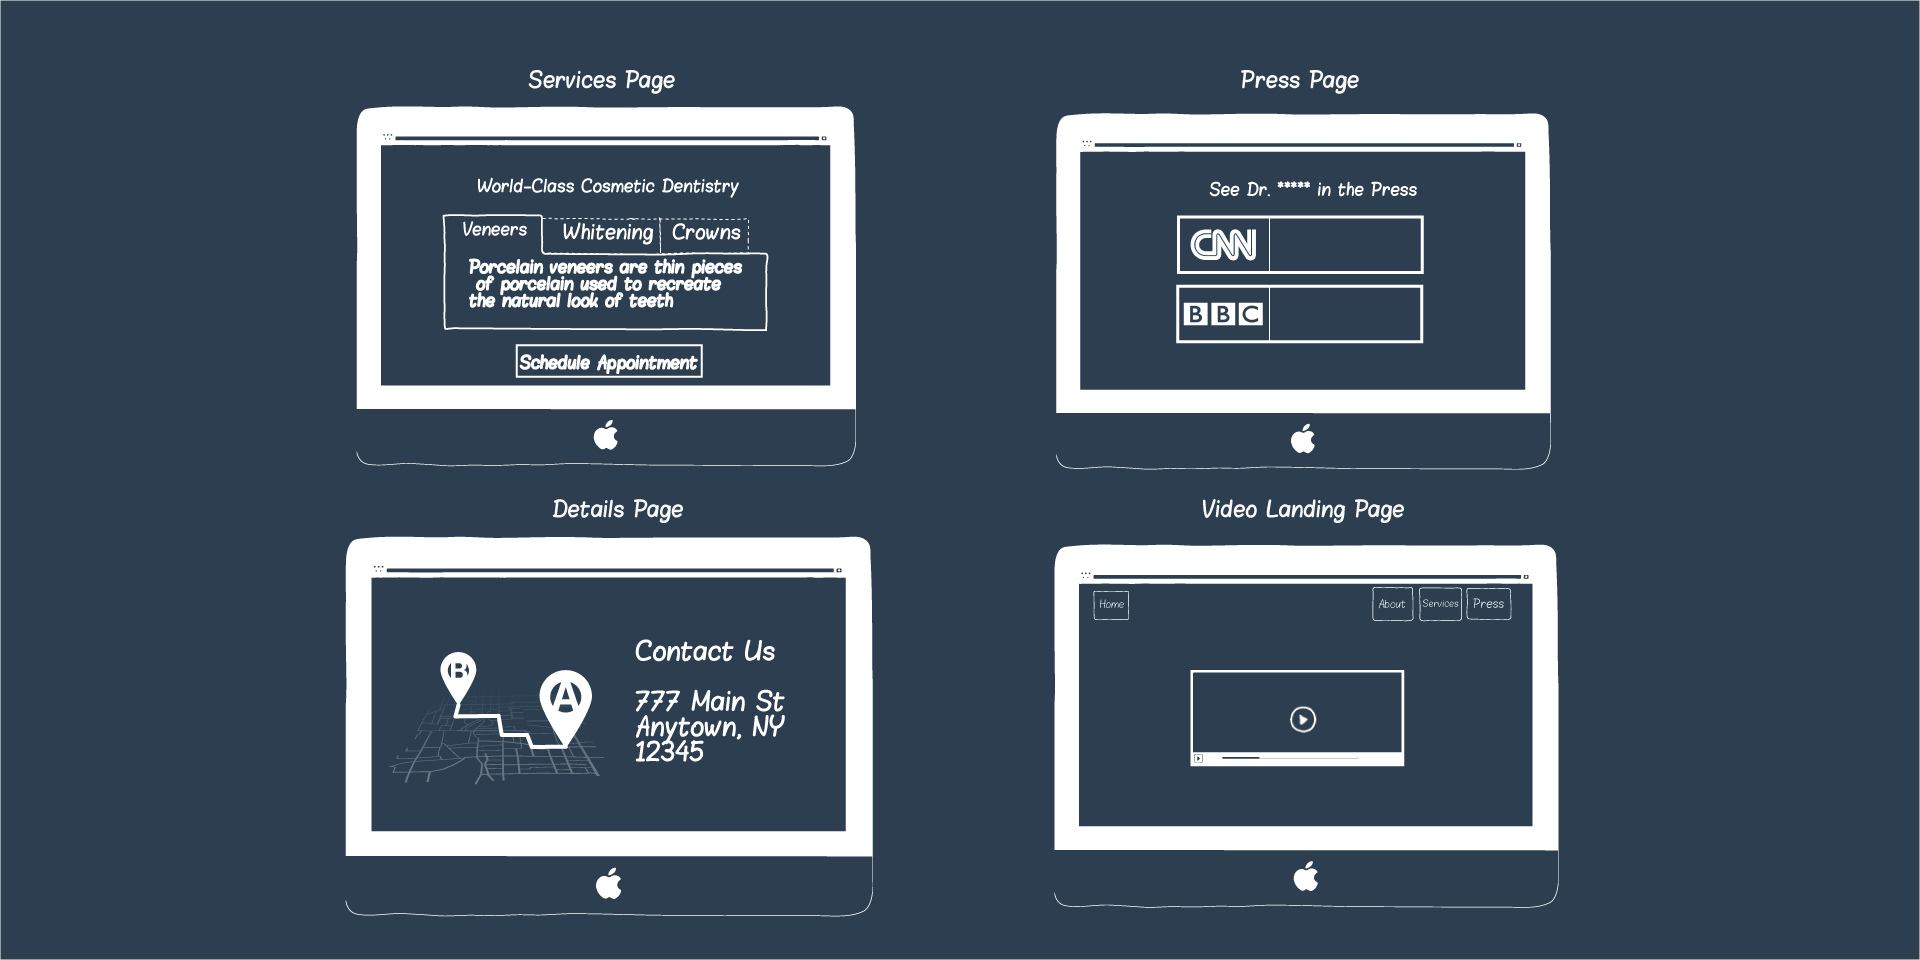 Services Page
World-Class Cosmetic Dentistry
Veneers
Whitening
Crowns
Porcelain veneers are thin pieces
of porcelain used to recreate
the natural look of teeth
Schedule Appointment
Press Page
See Dr. ***** in the Press
CNN
BBC
Details Page
B
A
Contact Us
777 Main St
Anytown, NY
12345
Video Landing Page
Home
About
Services
Press